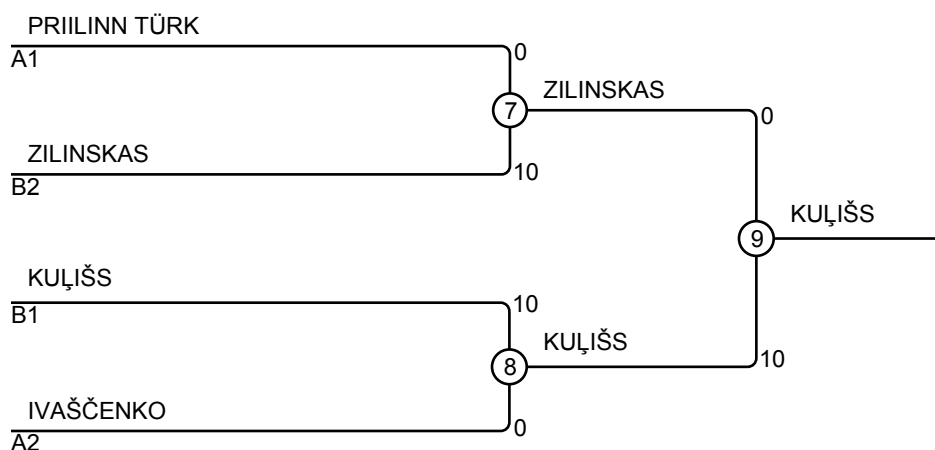 PRIILINN TÜRK
A1
0
7
ZILINSKAS
0
ZILINSKAS
B2
10
9
KUĻIŠS
KUĻIŠS
B1
10
8
KUĻIŠS
10
IVAŠČENKO
A2
0